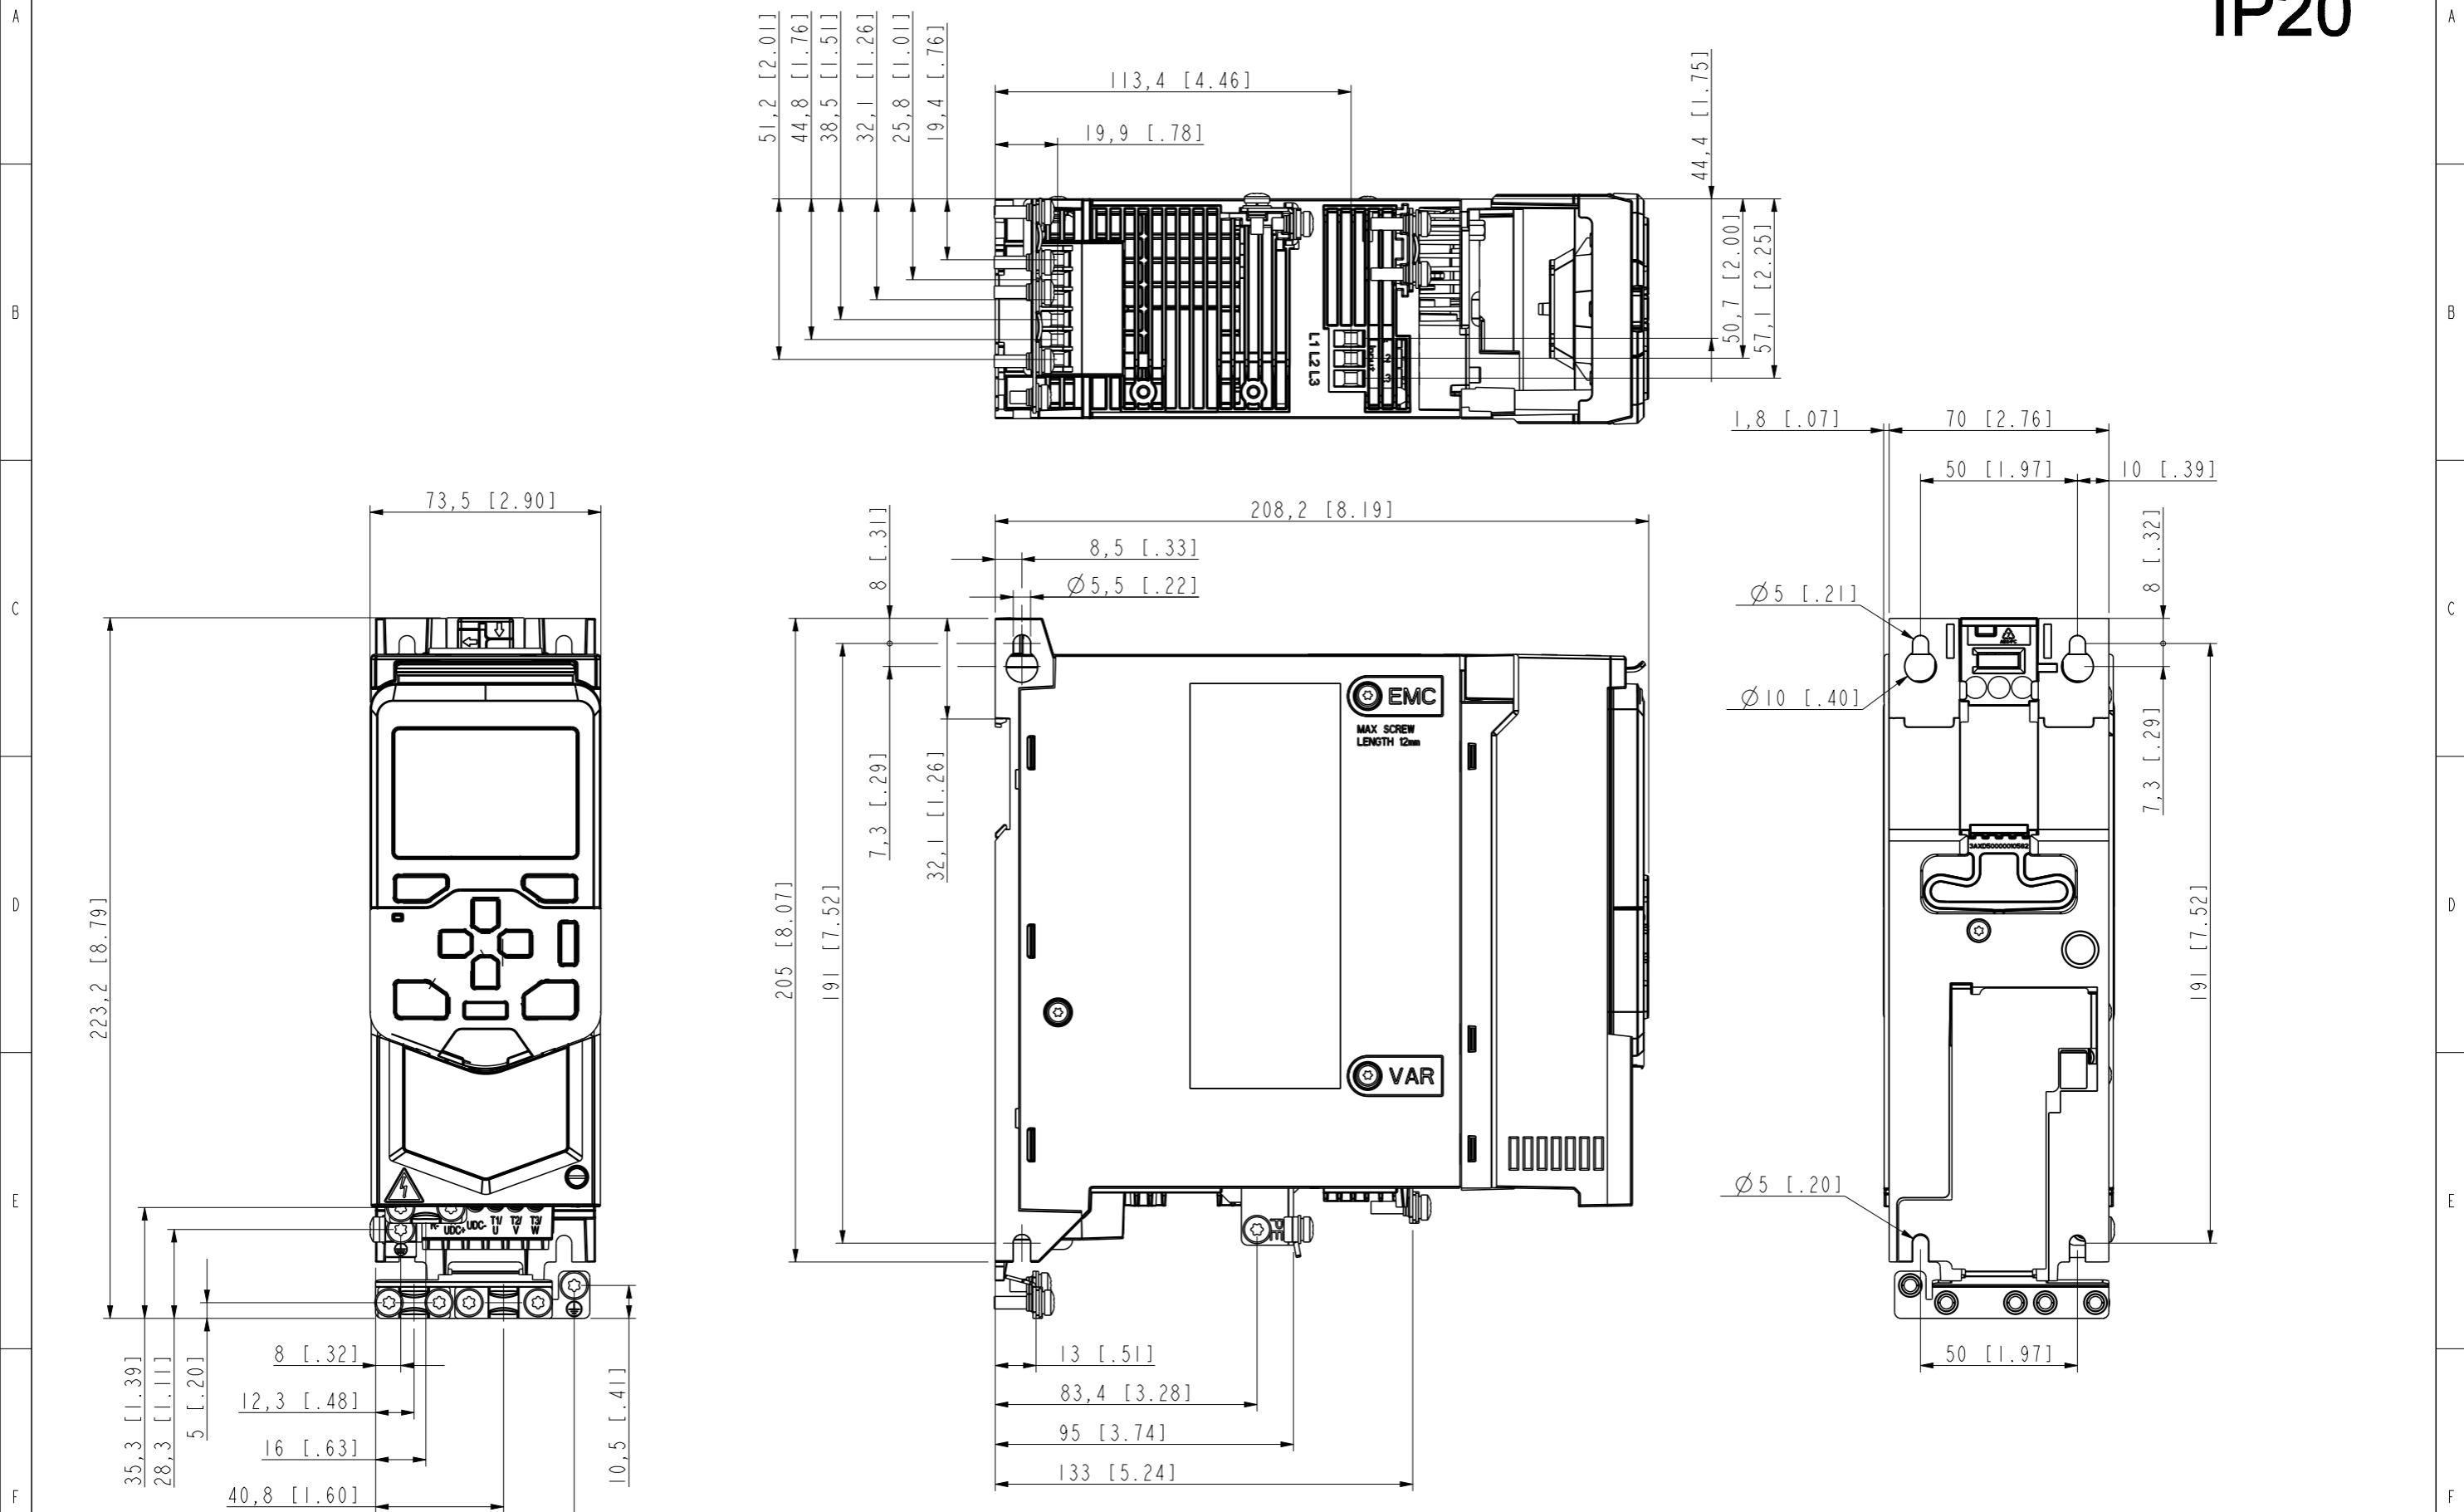 IP20
A
A
B
B
C
C
D
D
E
E
F
F
51,2 [2.01]
44,8 [1.76]
38,5 [1.51]
32,1 [1.26]
25,8 [1.01]
19,4 [.76]
113,4 [4.46]
19,9 [.78]
44,4 [1.75]
50,7 [2.00]
57,1 [2.25]
L1 L2 L3
1,8 [.07]
70 [2.76]
50 [1.97]
10 [.39]
73,5 [2.90]
208,2 [8.19]
8 [.31]
8,5 [.33]
Ø5,5 [.22]
8 [.32]
Ø5 [.21]
Ø10 [.40]
EMC
MAX SCREW
LENGTH 12mm
7,3 [.29]
32,1 [1.26]
7,3 [.29]
3AXD50000010562
223,2 [8.79]
205 [8.07]
191 [7.52]
191 [7.52]
VAR
Ø5 [.20]
R-
UDC+
UDC-
T1/
U
T2/
V
T3/
W
PE
8 [.32]
12,3 [.48]
16 [.63]
40,8 [1.60]
35,3 [1.39]
28,3 [1.11]
5 [.20]
10,5 [.41]
13 [.51]
83,4 [3.28]
95 [3.74]
133 [5.24]
50 [1.97]